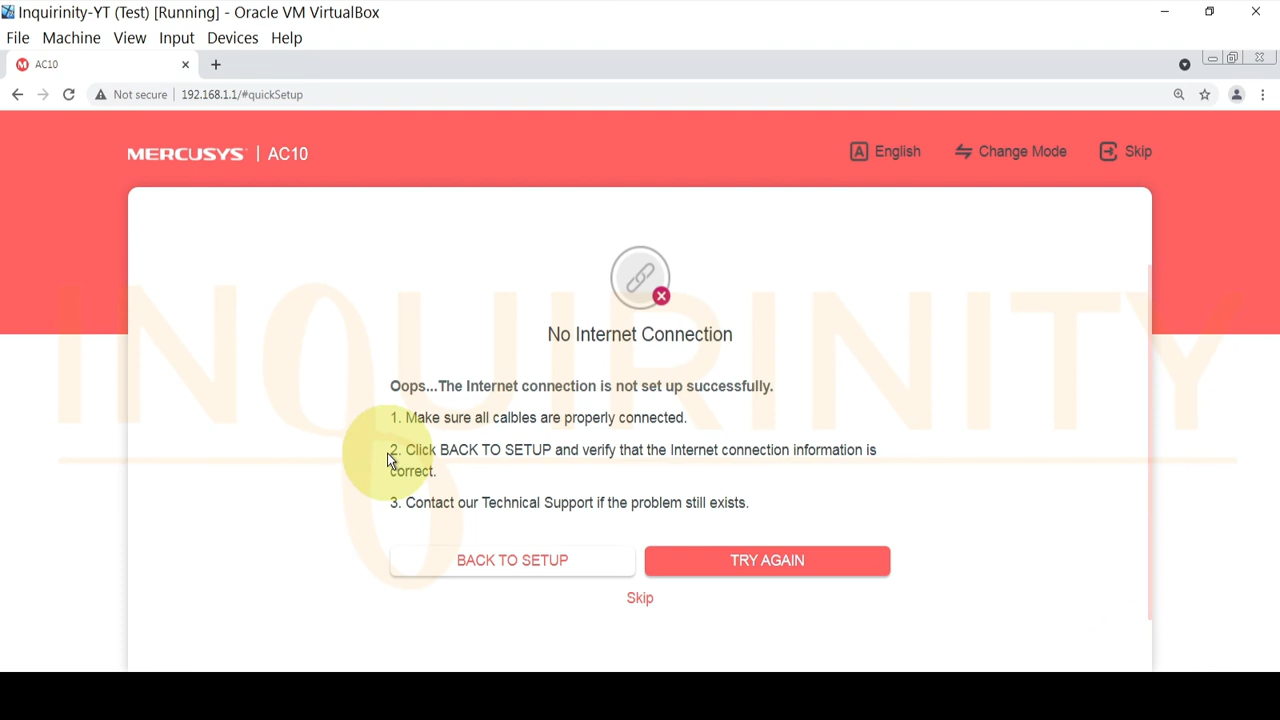 Inquirinity-YT (Test) [Running] - Oracle VM VirtualBox
File Machine View Input Devices Help
AC10
Not secure 192.168.1.1/#quickSetup
MERCUSYS | AC10
A English Change Mode Skip
No Internet Connection
Oops...The Internet connection is not set up successfully.
1. Make sure all calbles are properly connected.
2. Click BACK TO SETUP and verify that the Internet connection information is
correct.
3. Contact our Technical Support if the problem still exists.
BACK TO SETUP TRY AGAIN
Skip
INQUIRINITY